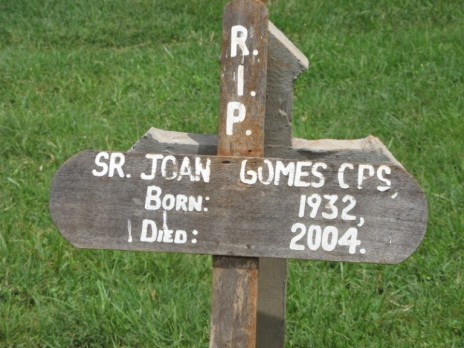 R.
I.
P.
SR. JOAN GOMES CPS,
BORN: 1932,
DIED: 2004.